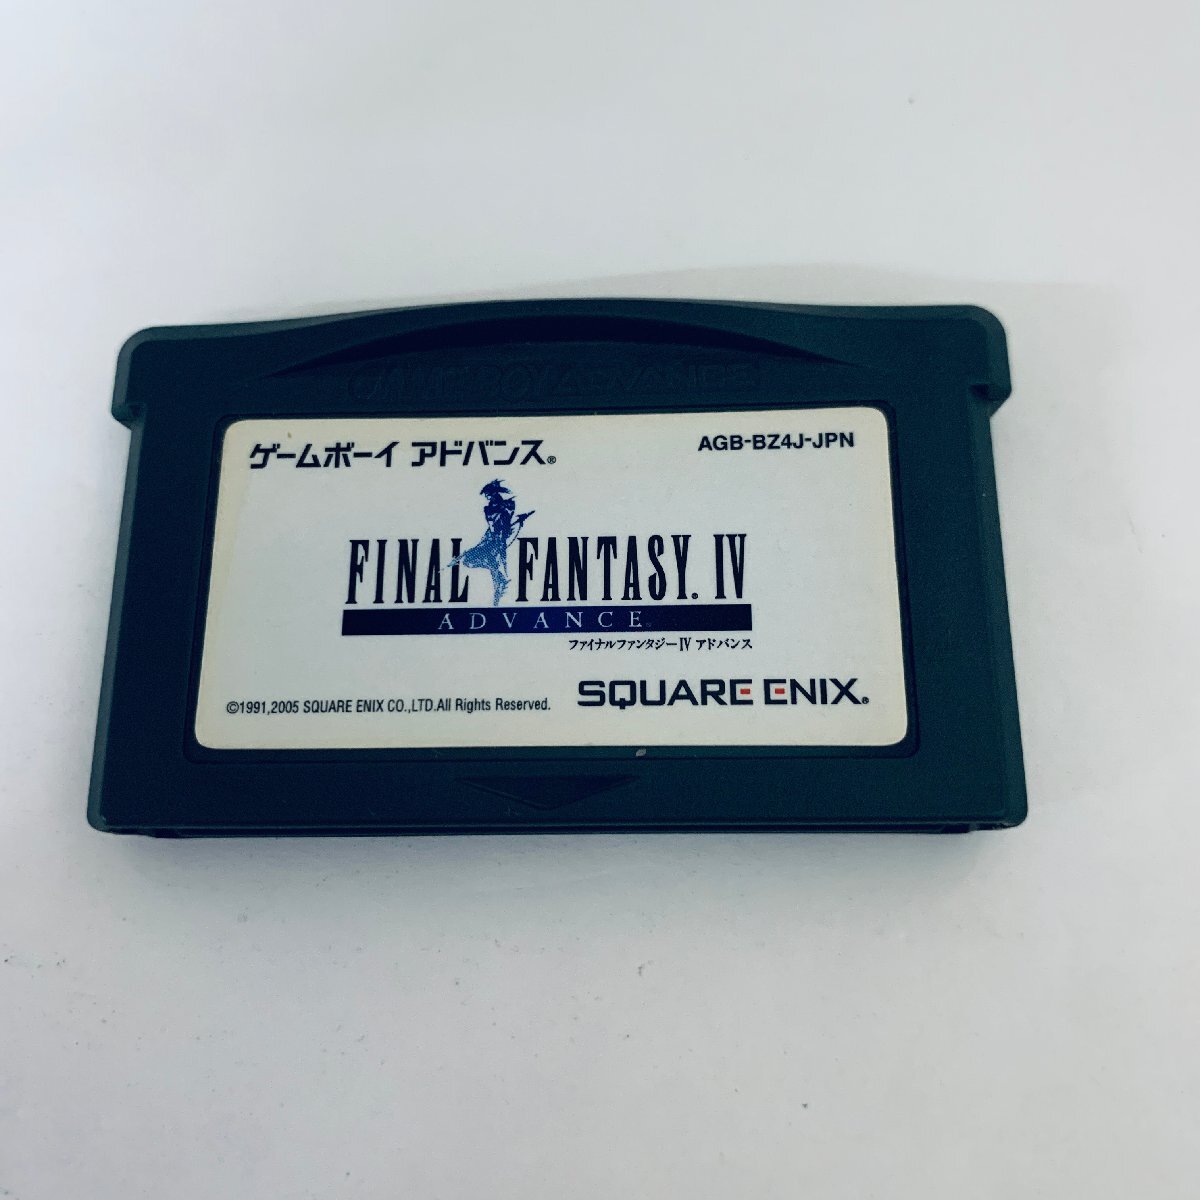 GAME BOY ADVANCE
ゲームボーイ アドバンス®
AGB-BZ4J-JPN
FINAL FANTASY. IV
ADVANCE
ファイナルファンタジーIV アドバンス
©1991,2005 SQUARE ENIX CO.,LTD.All Rights Reserved.
SQUARE ENIX®